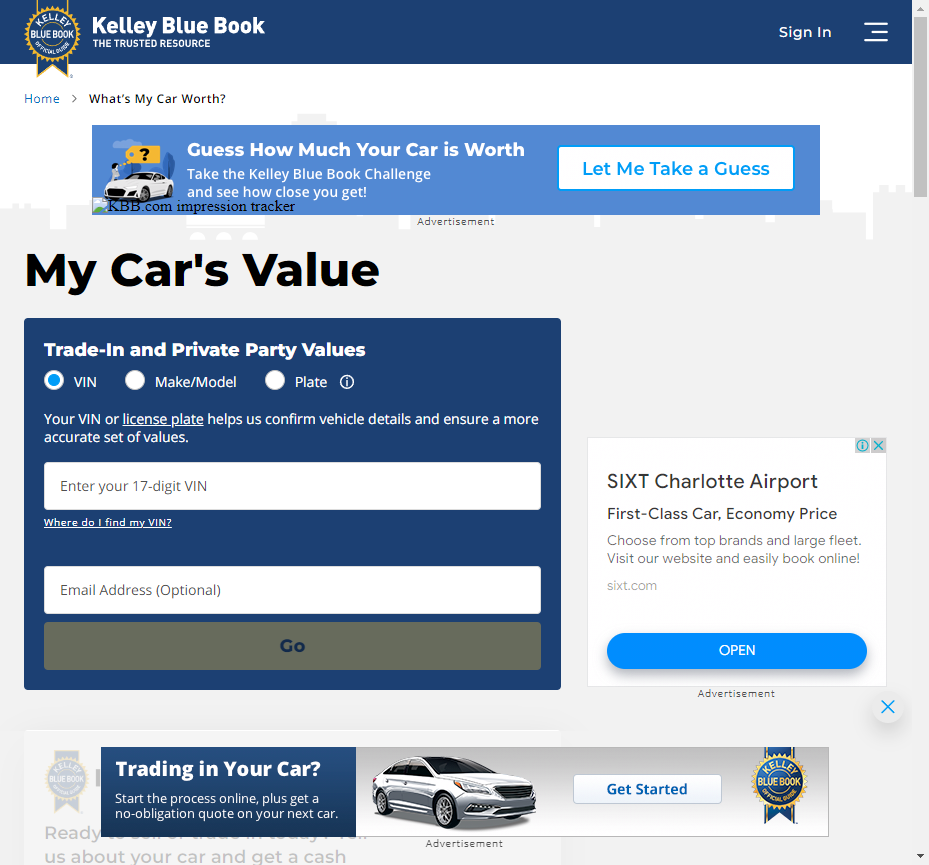 KELLEY
BLUE BOOK
OFFICIAL GUIDE
Kelley Blue Book
THE TRUSTED RESOURCE
Sign In
Home > What's My Car Worth?
?
Guess How Much Your Car is Worth
Take the Kelley Blue Book Challenge
and see how close you get!
Let Me Take a Guess
KBB.com impression tracker
Advertisement
My Car's Value
Trade-In and Private Party Values
VIN Make/Model Plate
Your VIN or license plate helps us confirm vehicle details and ensure a more
accurate set of values.
Enter your 17-digit VIN
Where do I find my VIN?
Email Address (Optional)
Go
SIXT Charlotte Airport
First-Class Car, Economy Price
Choose from top brands and large fleet.
Visit our website and easily book online!
sixt.com
OPEN
Advertisement
KELLEY
BLUE BOOK
Trading in Your Car?
Start the process online, plus get a
no-obligation quote on your next car.
Get Started
KELLEY
BLUE BOOK
OFFICIAL GUIDE
Advertisement
Ready
us about your car and get a cash